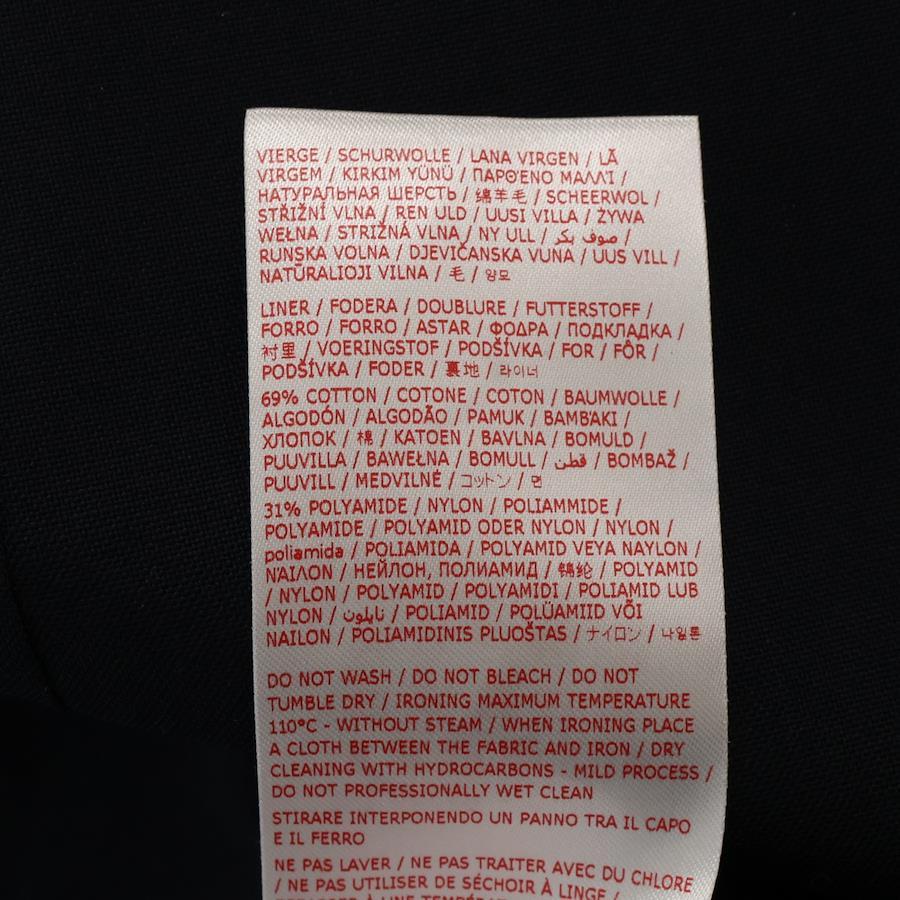 VIERGE / SCHURWOLLE / LANA VIRGEN / LÃ
VIRGEM / KIRKIM YÜNÜ / ΠΑΡΘΈΝΟ ΜΑΛΛΊ /
НАТУРАЛЬНАЯ ШЕРСТЬ / 绵羊毛 / SCHEERWOL /
STŘIŽNÍ VLNA / REN ULD / UUSI VILLA / ŻYWA
WEŁNA / STRIŽNÁ VLNA / NY ULL / صوف بكر /
RUNSKA VOLNA / DJEVIČANSKA VUNA / UUS VILL /
NATŪRALIOJI VILNA / 毛 / 양모
LINER / FODERA / DOUBLURE / FUTTERSTOFF /
FORRO / FORRO / ASTAR / ΦΟΔΡΑ / ПОДКЛАДКА /
衬里 / VOERINGSTOF / PODŠÍVKA / FOR / FÔR /
PODŠÍVKA / FODER / 裏地 / 라이너
69% COTTON / COTONE / COTON / BAUMWOLLE /
ALGODÓN / ALGODÃO / PAMUK / ΒΑΜΒΆΚΙ /
ХЛОПОК / 棉 / KATOEN / BAVLNA / BOMULD /
PUUVILLA / BAWEŁNA / BOMULL / قطن / BOMBAŽ /
PUUVILL / MEDVILNĖ / コットン / 면
31% POLYAMIDE / NYLON / POLIAMMIDE /
POLYAMIDE / POLYAMID ODER NYLON / NYLON /
poliamida / POLIAMIDA / POLYAMID VEYA NAYLON /
ΝΆΙΛΟΝ / НЕЙЛОН, ПОЛИАМИД / 锦纶 / POLYAMID
/ NYLON / POLYAMID / POLYAMIDI / POLIAMID LUB
NYLON / نايلون / POLIAMID / POLÜAMIID VÕI
NAILON / POLIAMIDINIS PLUOŠTAS / ナイロン / 나일론
DO NOT WASH / DO NOT BLEACH / DO NOT
TUMBLE DRY / IRONING MAXIMUM TEMPERATURE
110°C - WITHOUT STEAM / WHEN IRONING PLACE
A CLOTH BETWEEN THE FABRIC AND IRON / DRY
CLEANING WITH HYDROCARBONS - MILD PROCESS /
DO NOT PROFESSIONALLY WET CLEAN
STIRARE INTERPONENDO UN PANNO TRA IL CAPO
E IL FERRO
NE PAS LAVER / NE PAS TRAITER AVEC DU CHLORE
/ NE PAS UTILISER DE SÉCHOIR À LINGE /